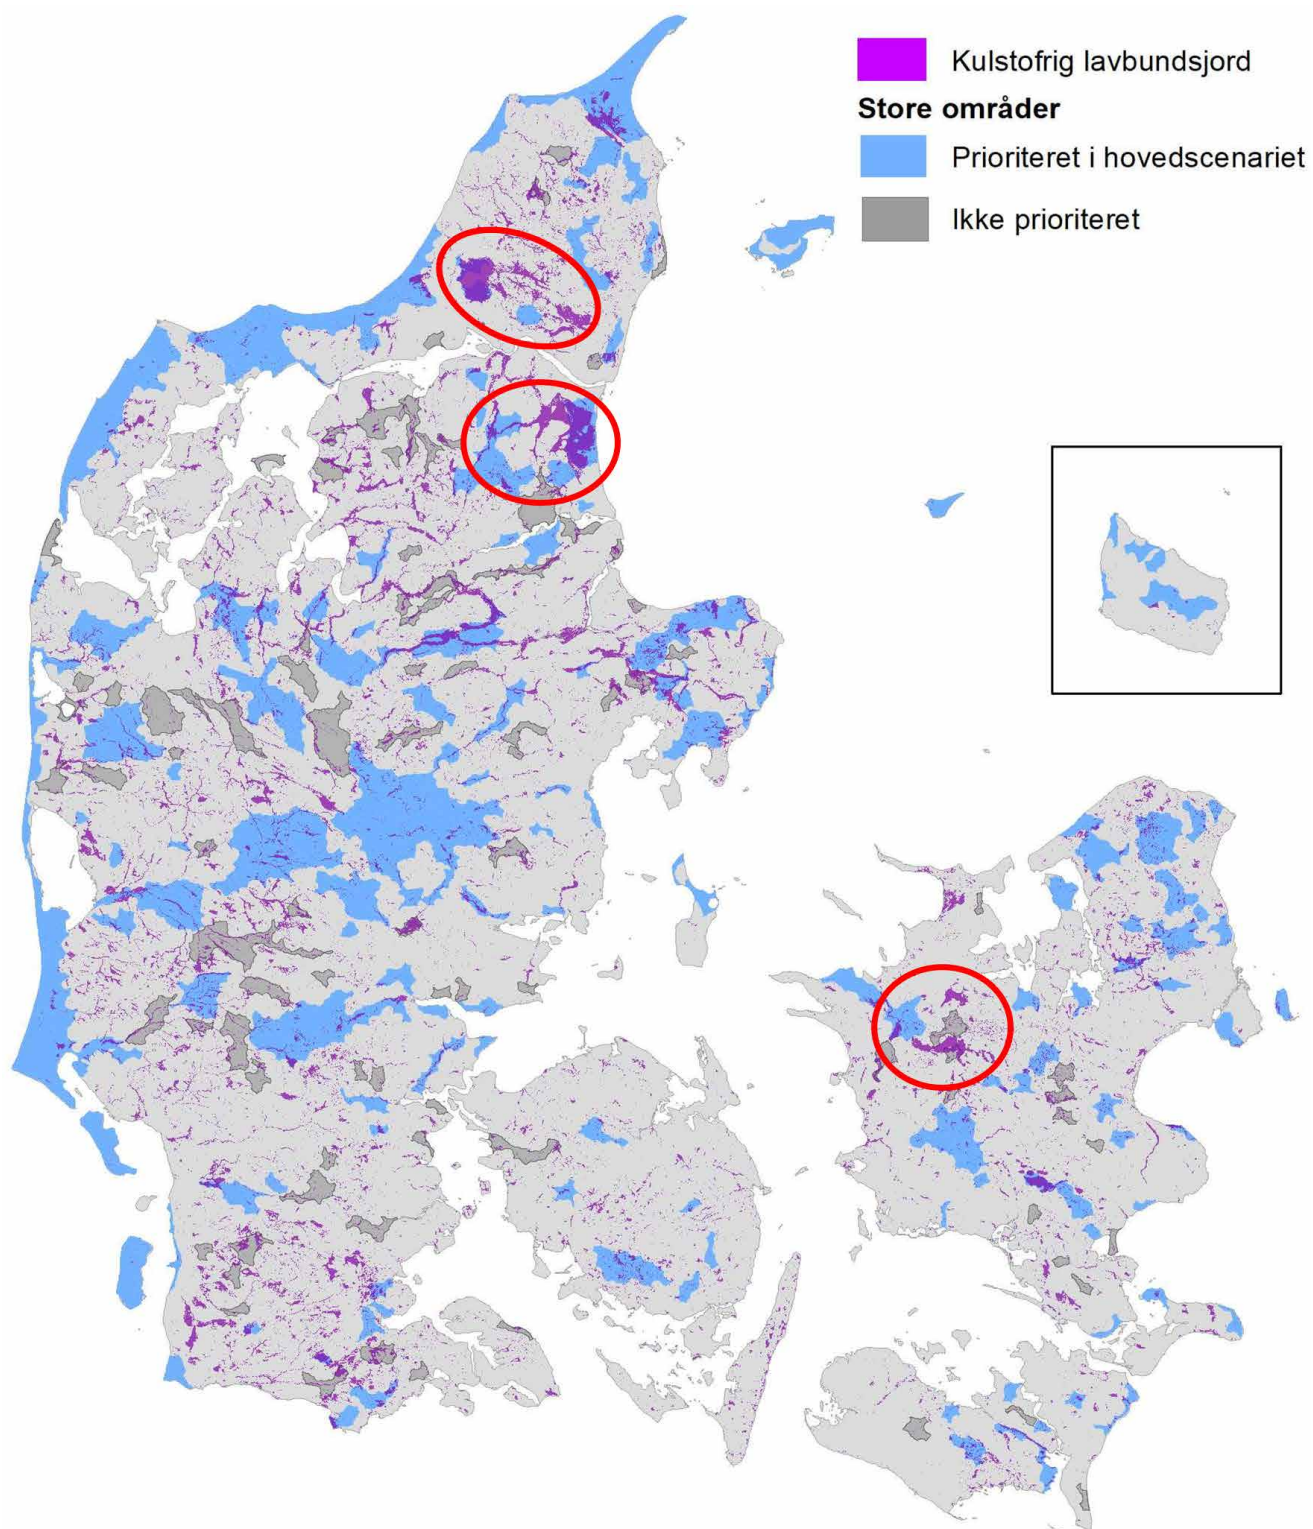 Kulstofrig lavbundsjord
Store områder
Prioriteret i hovedscenariet
Ikke prioriteret